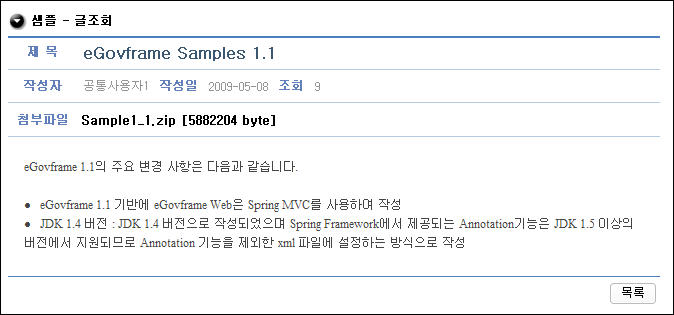 샘플 - 글조회
제 목 eGovframe Samples 1.1
작성자 공통사용자1 작성일 2009-05-08 조회 9
첨부파일 Sample1_1.zip [5882204 byte]
eGovframe 1.1의 주요 변경 사항은 다음과 같습니다.
● eGovframe 1.1 기반에 eGovframe Web은 Spring MVC를 사용하며 작성
● JDK 1.4 버전 : JDK 1.4 버전으로 작성되었으며 Spring Framework에서 제공되는 Annotation기능은 JDK 1.5 이상의
버전에서 지원되므로 Annotation 기능을 제외한 xml 파일에 설정하는 방식으로 작성
목록